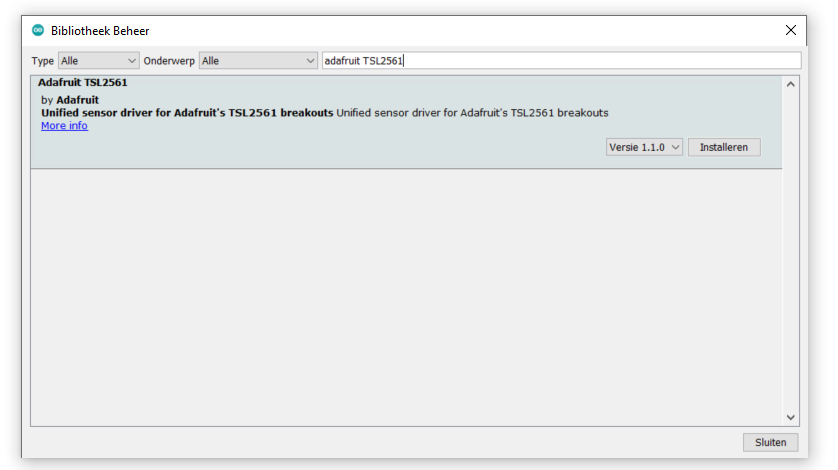 Bibliotheek Beheer
Type Alle Onderwerp Alle adafruit TSL2561
Adafruit TSL2561
by Adafruit
Unified sensor driver for Adafruit's TSL2561 breakouts Unified sensor driver for Adafruit's TSL2561 breakouts
More info
Versie 1.1.0 Installeren
Sluiten